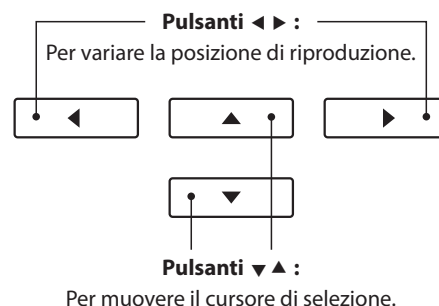 Pulsanti ◀ ▶ :
Per variare la posizione di riproduzione.
Pulsanti ▼ ▲ :
Per muovere il cursore di selezione.